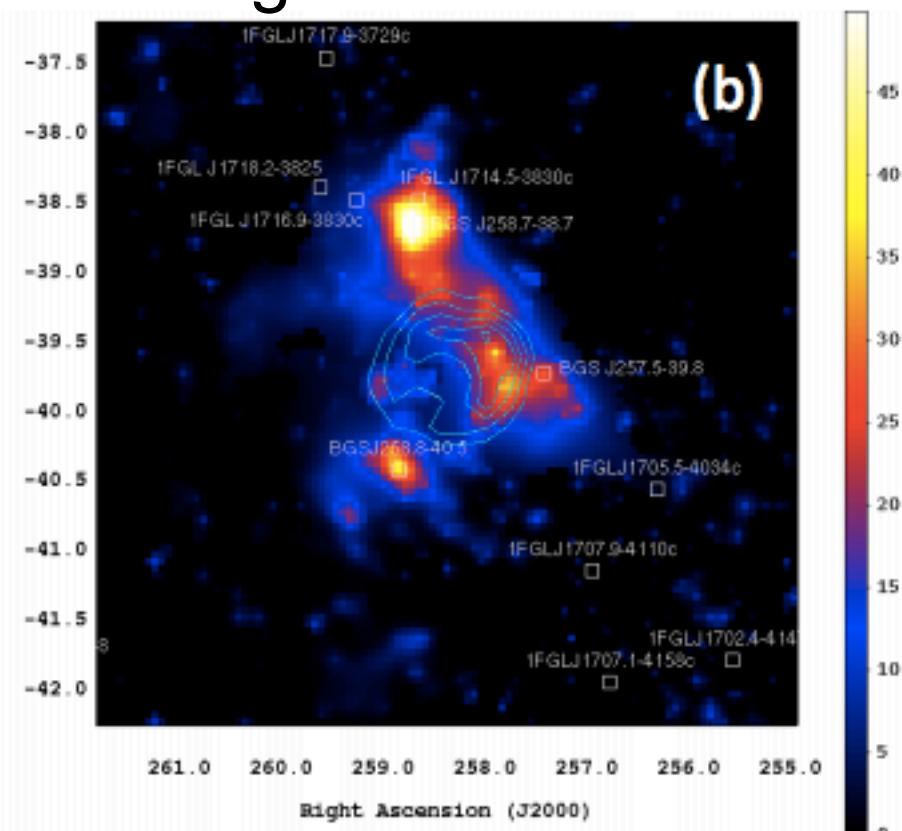 1FGLJ1717.9-3729c
(b)
1FGL J1718.2-3825
1FGL J1714.5-3830c
1FGL J1716.9-3830c
BGS J258.7-38.7
BGS J257.5-39.8
BGSJ258.8-40.5
1FGLJ1705.5-4034c
1FGLJ1707.9-4110c
1FGLJ1702.4-414
1FGLJ1707.1-4158c
-8
-37.5
-38.0
-38.5
-39.0
-39.5
-40.0
-40.5
-41.0
-41.5
-42.0
45
40
35
30
25
20
15
10
5
261.0 260.0 259.0 258.0 257.0 256.0 255.0
Right Ascension (J2000)